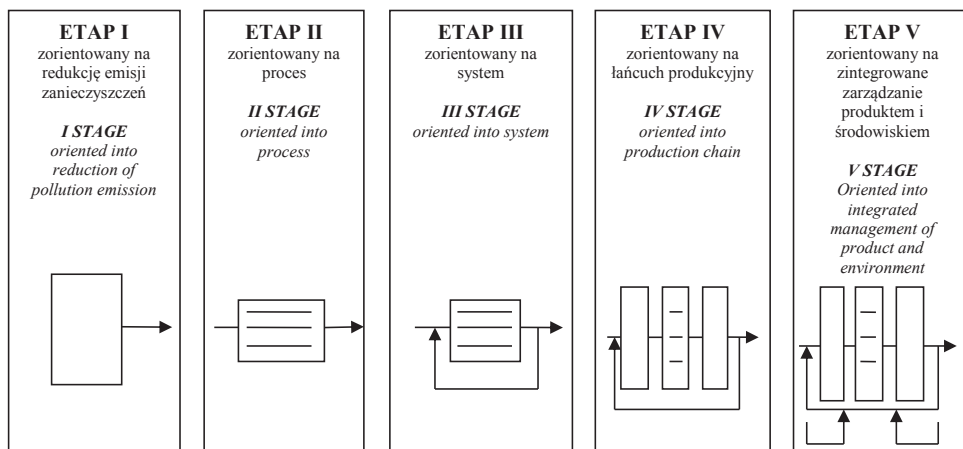 ETAP I
zorientowany na
redukcję emisji
zanieczyszczeń
I STAGE
oriented into
reduction of
pollution emission
ETAP II
zorientowany na
proces
II STAGE
oriented into
process
ETAP III
zorientowany na
system
III STAGE
oriented into system
ETAP IV
zorientowany na
łańcuch produkcyjny
IV STAGE
oriented into
production chain
ETAP V
zorientowany na
zintegrowane
zarządzanie
produktem i
środowiskiem
V STAGE
Oriented into
integrated
management of
product and
environment